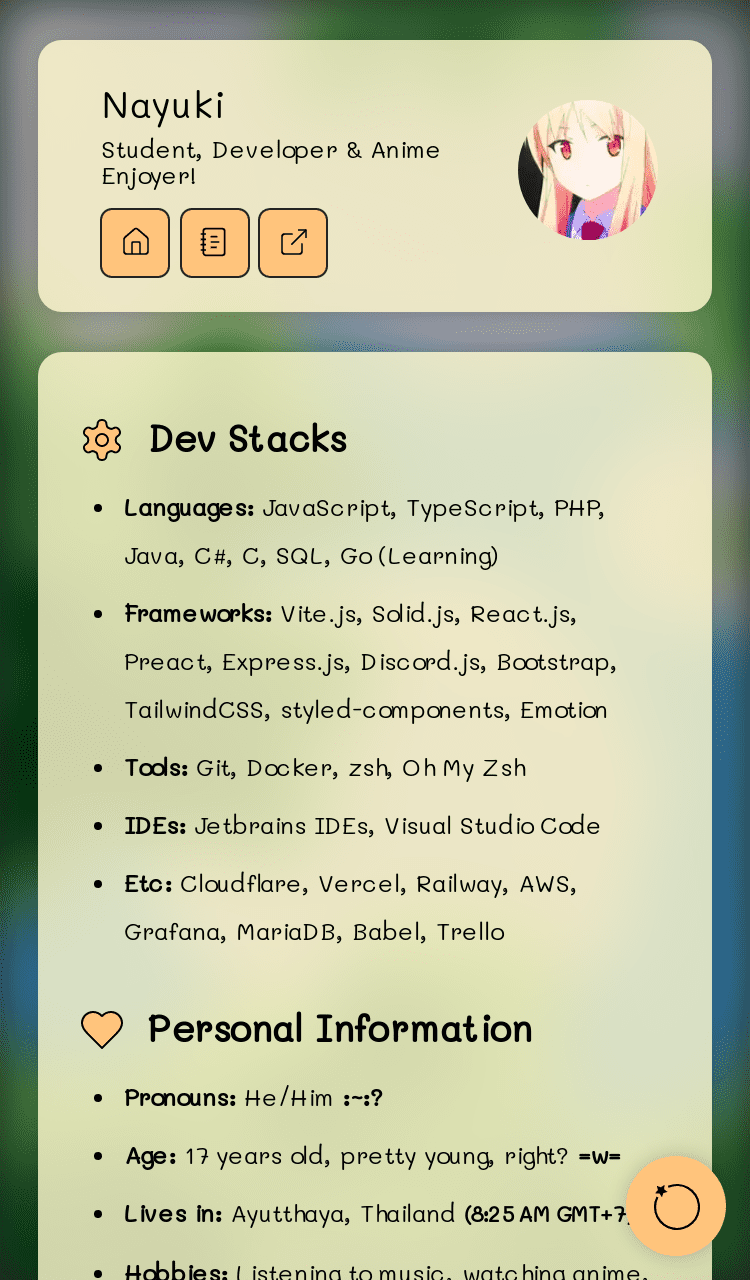 Nayuki
Student, Developer & Anime
Enjoyer!
Dev Stacks
Languages: JavaScript, TypeScript, PHP,
Java, C#, C, SQL, Go (Learning)
Frameworks: Vite.js, Solid.js, React.js,
Preact, Express.js, Discord.js, Bootstrap,
TailwindCSS, styled-components, Emotion
Tools: Git, Docker, zsh, Oh My Zsh
IDEs: Jetbrains IDEs, Visual Studio Code
Etc: Cloudflare, Vercel, Railway, AWS,
Grafana, MariaDB, Babel, Trello
Personal Information
Pronouns: He/Him :~:?
Age: 17 years old, pretty young, right? =w=
Lives in: Ayutthaya, Thailand (8:25 AM GMT+7
Hobbies: Listening to music, watching anime,